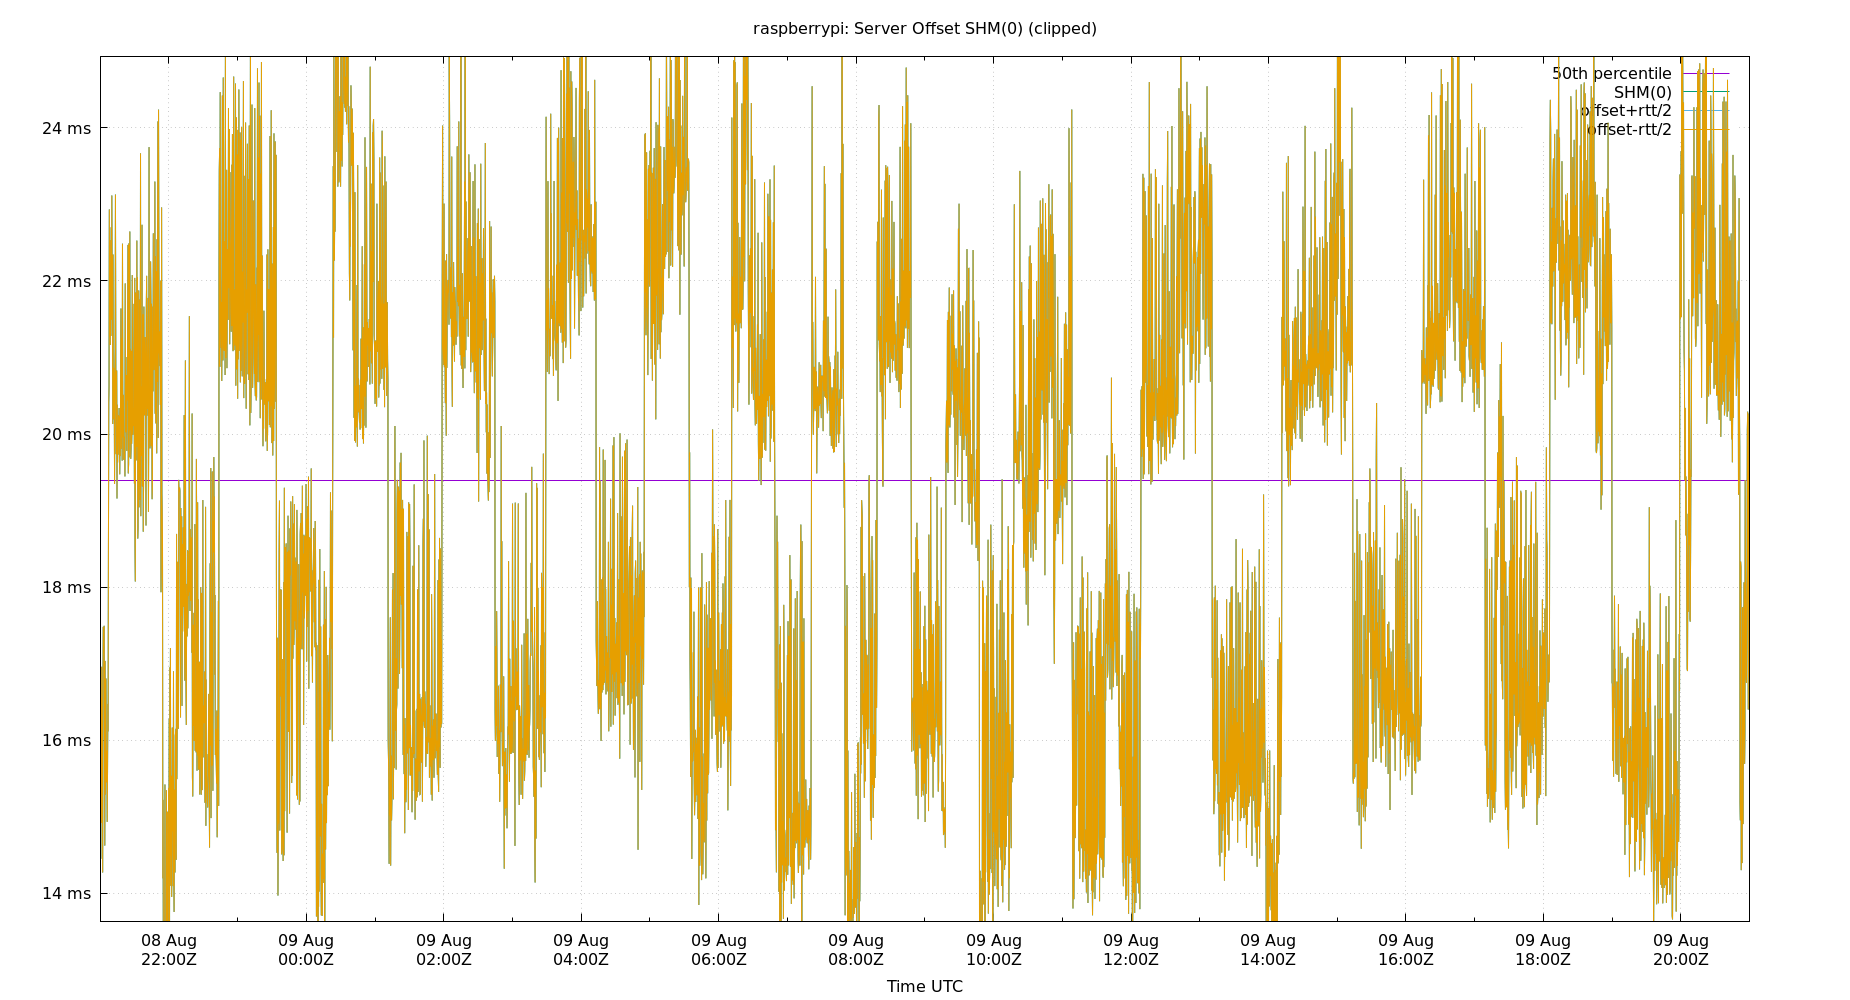 raspberrypi: Server Offset SHM(0) (clipped)
50th percentile
SHM(0)
offset+rtt/2
offset-rtt/2
24 ms
22 ms
20 ms
18 ms
16 ms
14 ms
08 Aug 09 Aug 09 Aug 09 Aug 09 Aug 09 Aug 09 Aug 09 Aug 09 Aug 09 Aug 09 Aug 09 Aug
22:00Z 00:00Z 02:00Z 04:00Z 06:00Z 08:00Z 10:00Z 12:00Z 14:00Z 16:00Z 18:00Z 20:00Z
Time UTC